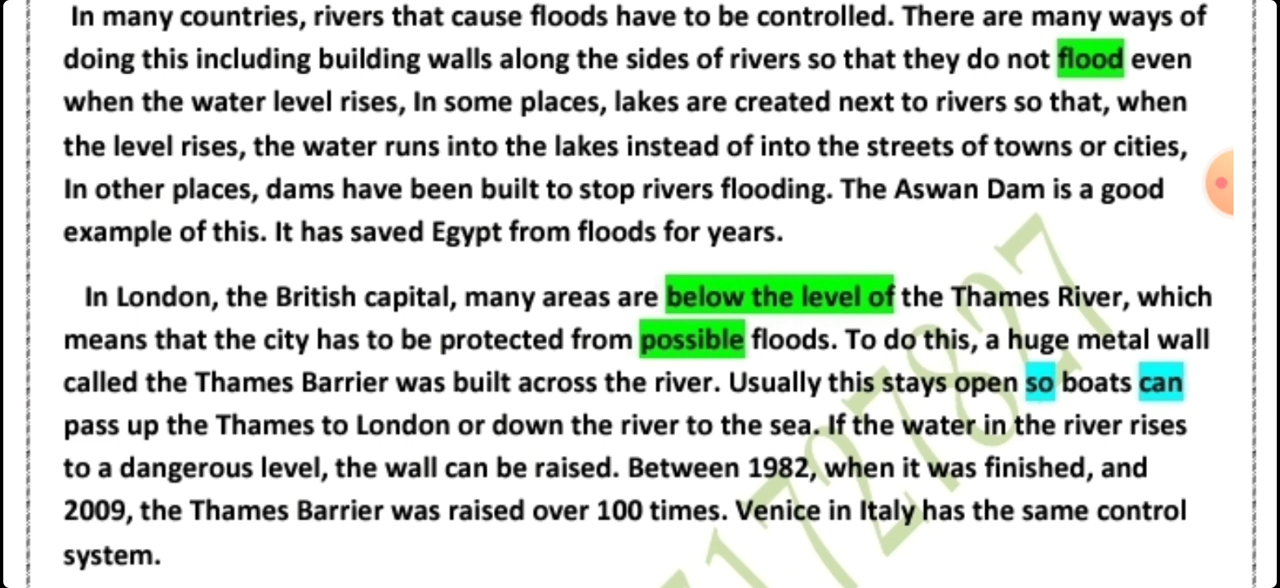 In many countries, rivers that cause floods have to be controlled. There are many ways of
doing this including building walls along the sides of rivers so that they do not flood even
when the water level rises, In some places, lakes are created next to rivers so that, when
the level rises, the water runs into the lakes instead of into the streets of towns or cities,
In other places, dams have been built to stop rivers flooding. The Aswan Dam is a good
example of this. It has saved Egypt from floods for years.
In London, the British capital, many areas are below the level of the Thames River, which
means that the city has to be protected from possible floods. To do this, a huge metal wall
called the Thames Barrier was built across the river. Usually this stays open so boats can
pass up the Thames to London or down the river to the sea. If the water in the river rises
to a dangerous level, the wall can be raised. Between 1982, when it was finished, and
2009, the Thames Barrier was raised over 100 times. Venice in Italy has the same control
system.